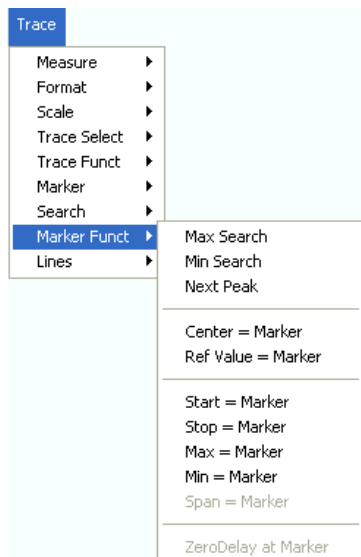 Trace
Measure
Format
Scale
Trace Select
Trace Funct
Marker
Search
Marker Funct
Lines
Max Search
Min Search
Next Peak
Center = Marker
Ref Value = Marker
Start = Marker
Stop = Marker
Max = Marker
Min = Marker
Span = Marker
ZeroDelay at Marker